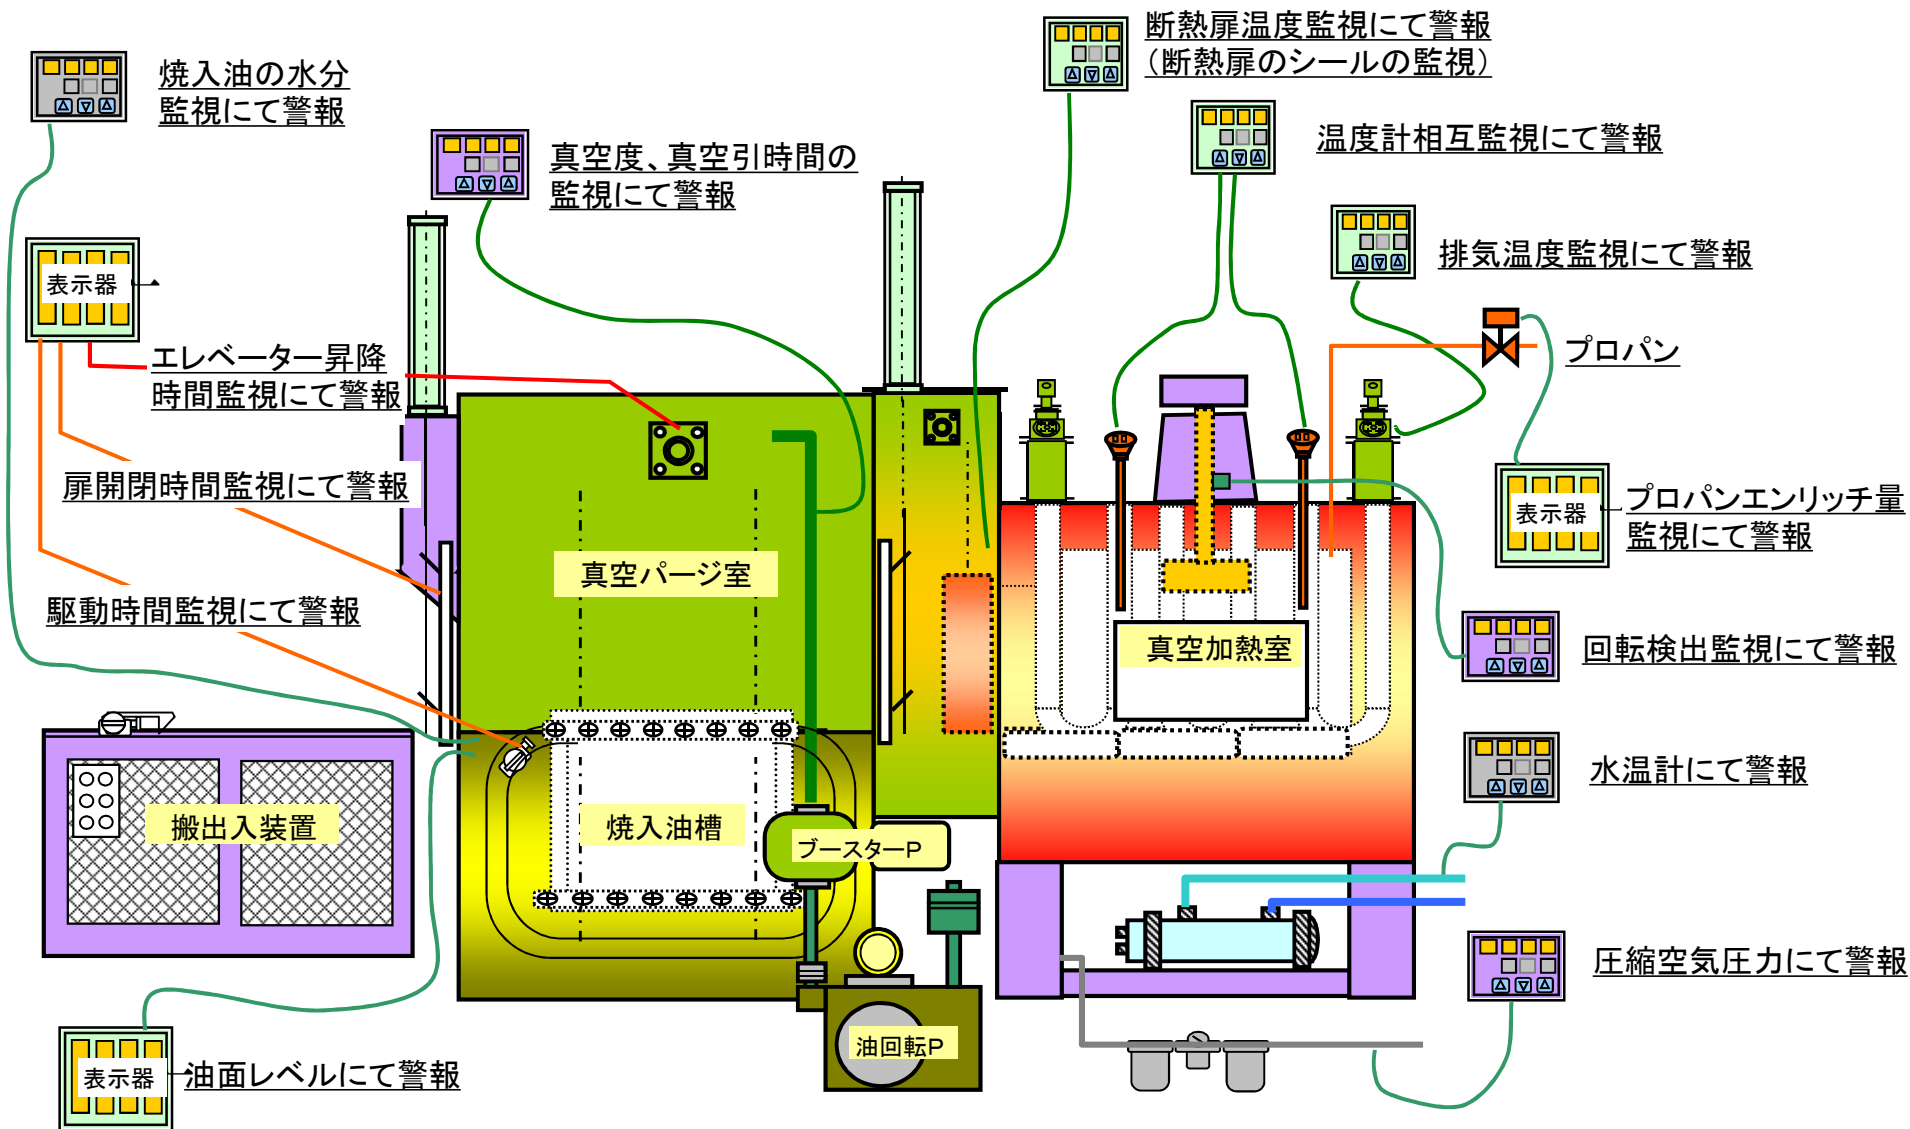 断熱扉温度監視にて警報
（断熱扉のシールの監視）
焼入油の水分
監視にて警報
真空度、真空引時間の
監視にて警報
温度計相互監視にて警報
排気温度監視にて警報
表示器
エレベーター昇降
時間監視にて警報
プロパン
扉開閉時間監視にて警報
表示器
プロパンエンリッチ量
監視にて警報
真空パージ室
駆動時間監視にて警報
真空加熱室
回転検出監視にて警報
水温計にて警報
搬出入装置
焼入油槽
ブースターP
圧縮空気圧力にて警報
油回転P
表示器
油面レベルにて警報